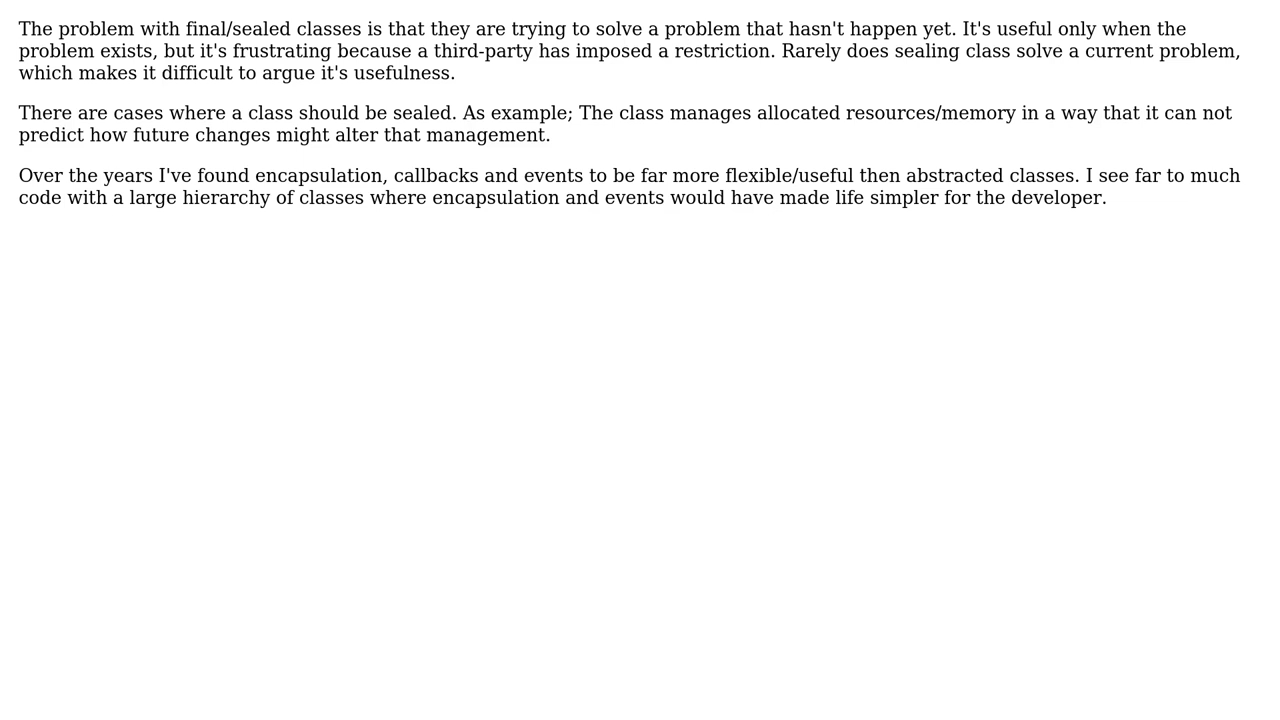 The problem with final/sealed classes is that they are trying to solve a problem that hasn't happen yet. It's useful only when the
problem exists, but it's frustrating because a third-party has imposed a restriction. Rarely does sealing class solve a current problem,
which makes it difficult to argue it's usefulness.
There are cases where a class should be sealed. As example; The class manages allocated resources/memory in a way that it can not
predict how future changes might alter that management.
Over the years I've found encapsulation, callbacks and events to be far more flexible/useful then abstracted classes. I see far to much
code with a large hierarchy of classes where encapsulation and events would have made life simpler for the developer.